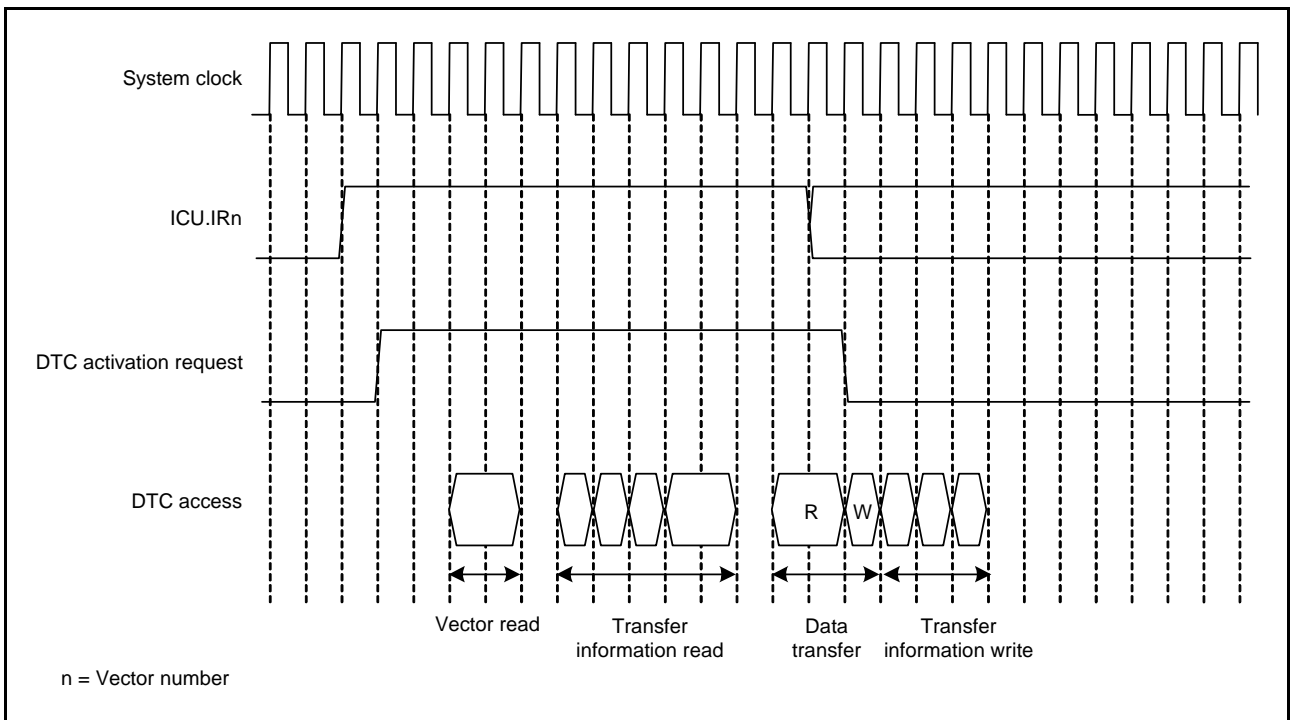 System clock
ICU.IRn
DTC activation request
DTC access
R
W
Vector read
Transfer
information read
Data
transfer
Transfer
information write
n = Vector number